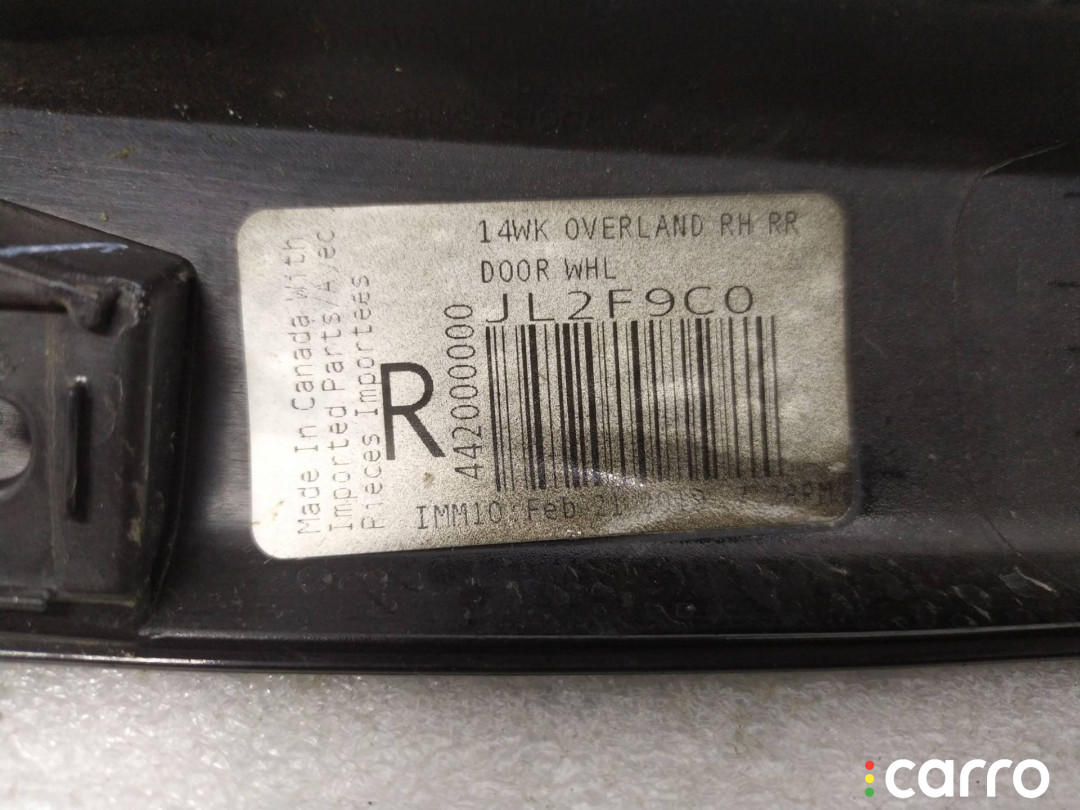 14WK OVERLAND RH RR
DOOR WHL
JL2F9C0
44200000
R
Made In Canada With
Imported Parts/Avec
Pieces Importees
IMM10 Feb 21
carro